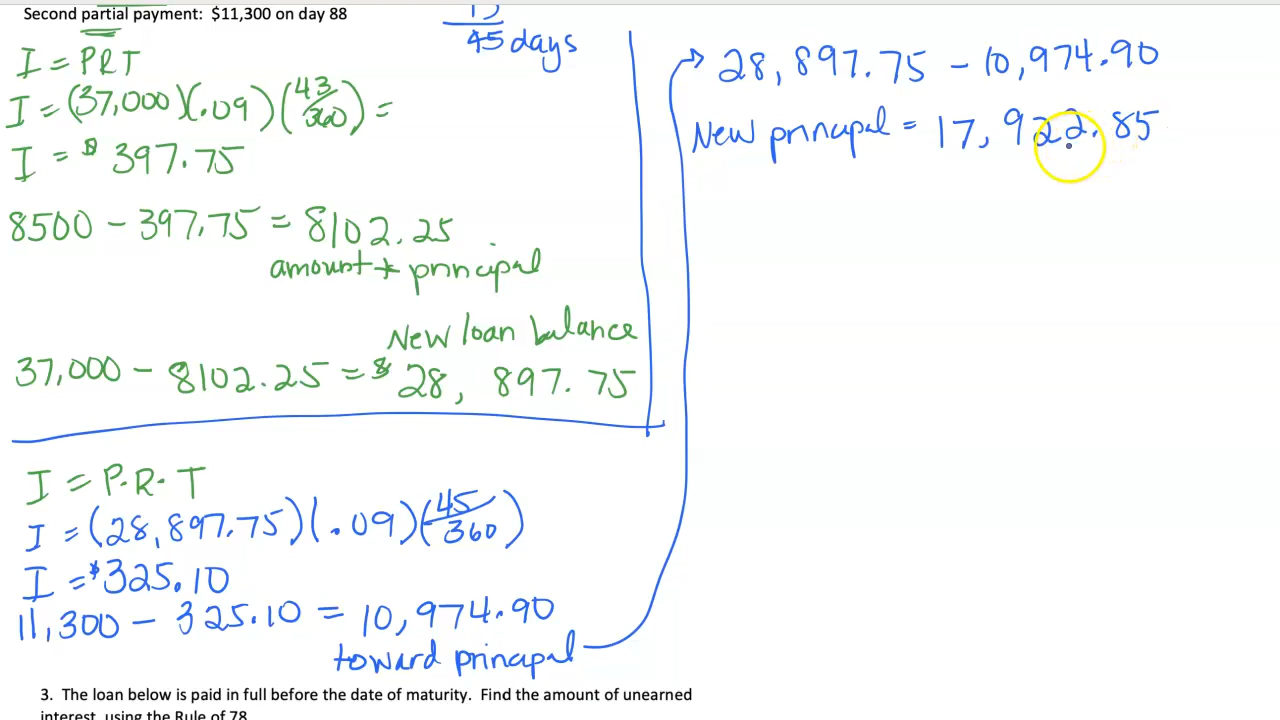 Second partial payment: $11,300 on day 88
45 days
I = PRT
I = (37,000)(.09)(43/360) =
I = $ 397.75
8500 - 397.75 = 8102.25
amount + principal
New loan balance
37,000 - 8102.25 = $ 28, 897.75
I = P.R.T
I = (28,897.75)(.09)(45/360)
I = $325.10
11,300 - 325.10 = 10,974.90
toward principal
28,897.75 - 10,974.90
New principal = 17,922.85
3. The loan below is paid in full before the date of maturity. Find the amount of unearned
interest, using the Rule of 78